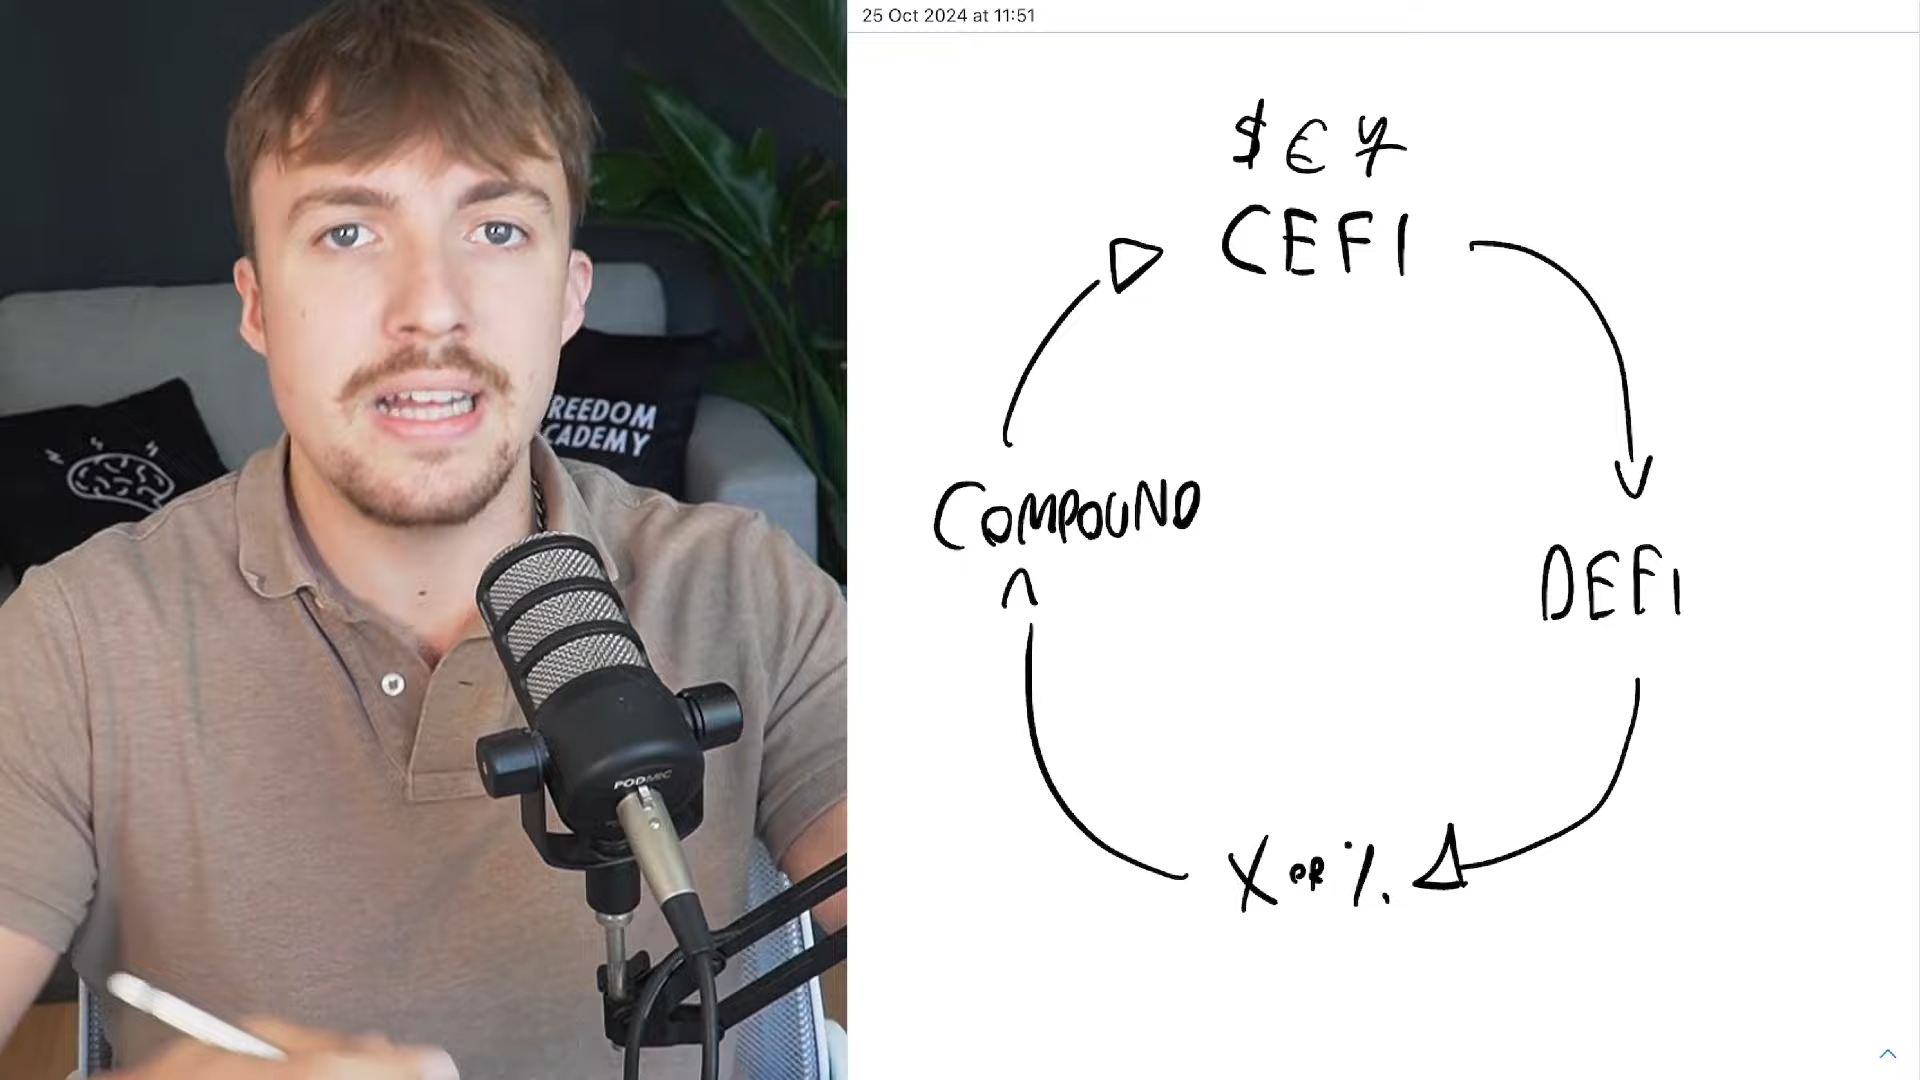 25 Oct 2024 at 11:51
$ € ¥
CEFI
COMPOUND
DEFI
X OR %
REEDOM
CADEMY
PODMIC